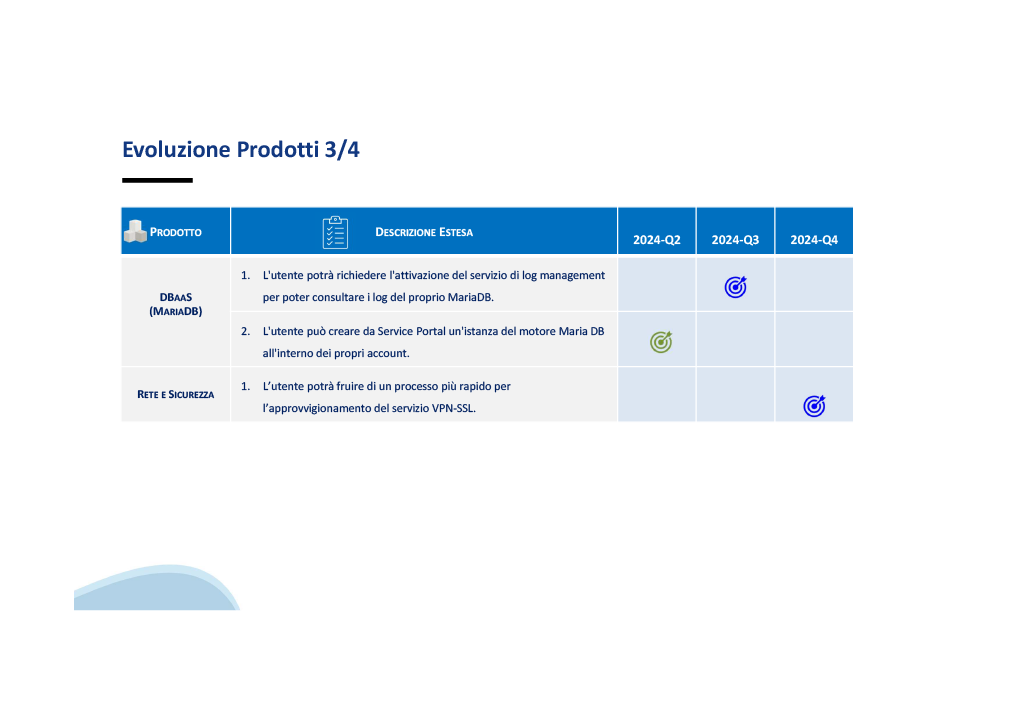 Evoluzione Prodotti 3/4
Prodotto
Descrizione Estesa
2024-Q2
2024-Q3
2024-Q4
DBaaS
(MariaDB)
1. L'utente potrà richiedere l'attivazione del servizio di log management
per poter consultare i log del proprio MariaDB.
2. L'utente può creare da Service Portal un'istanza del motore Maria DB
all'interno dei propri account.
Rete e Sicurezza
1. L’utente potrà fruire di un processo più rapido per
l’approvvigionamento del servizio VPN-SSL.